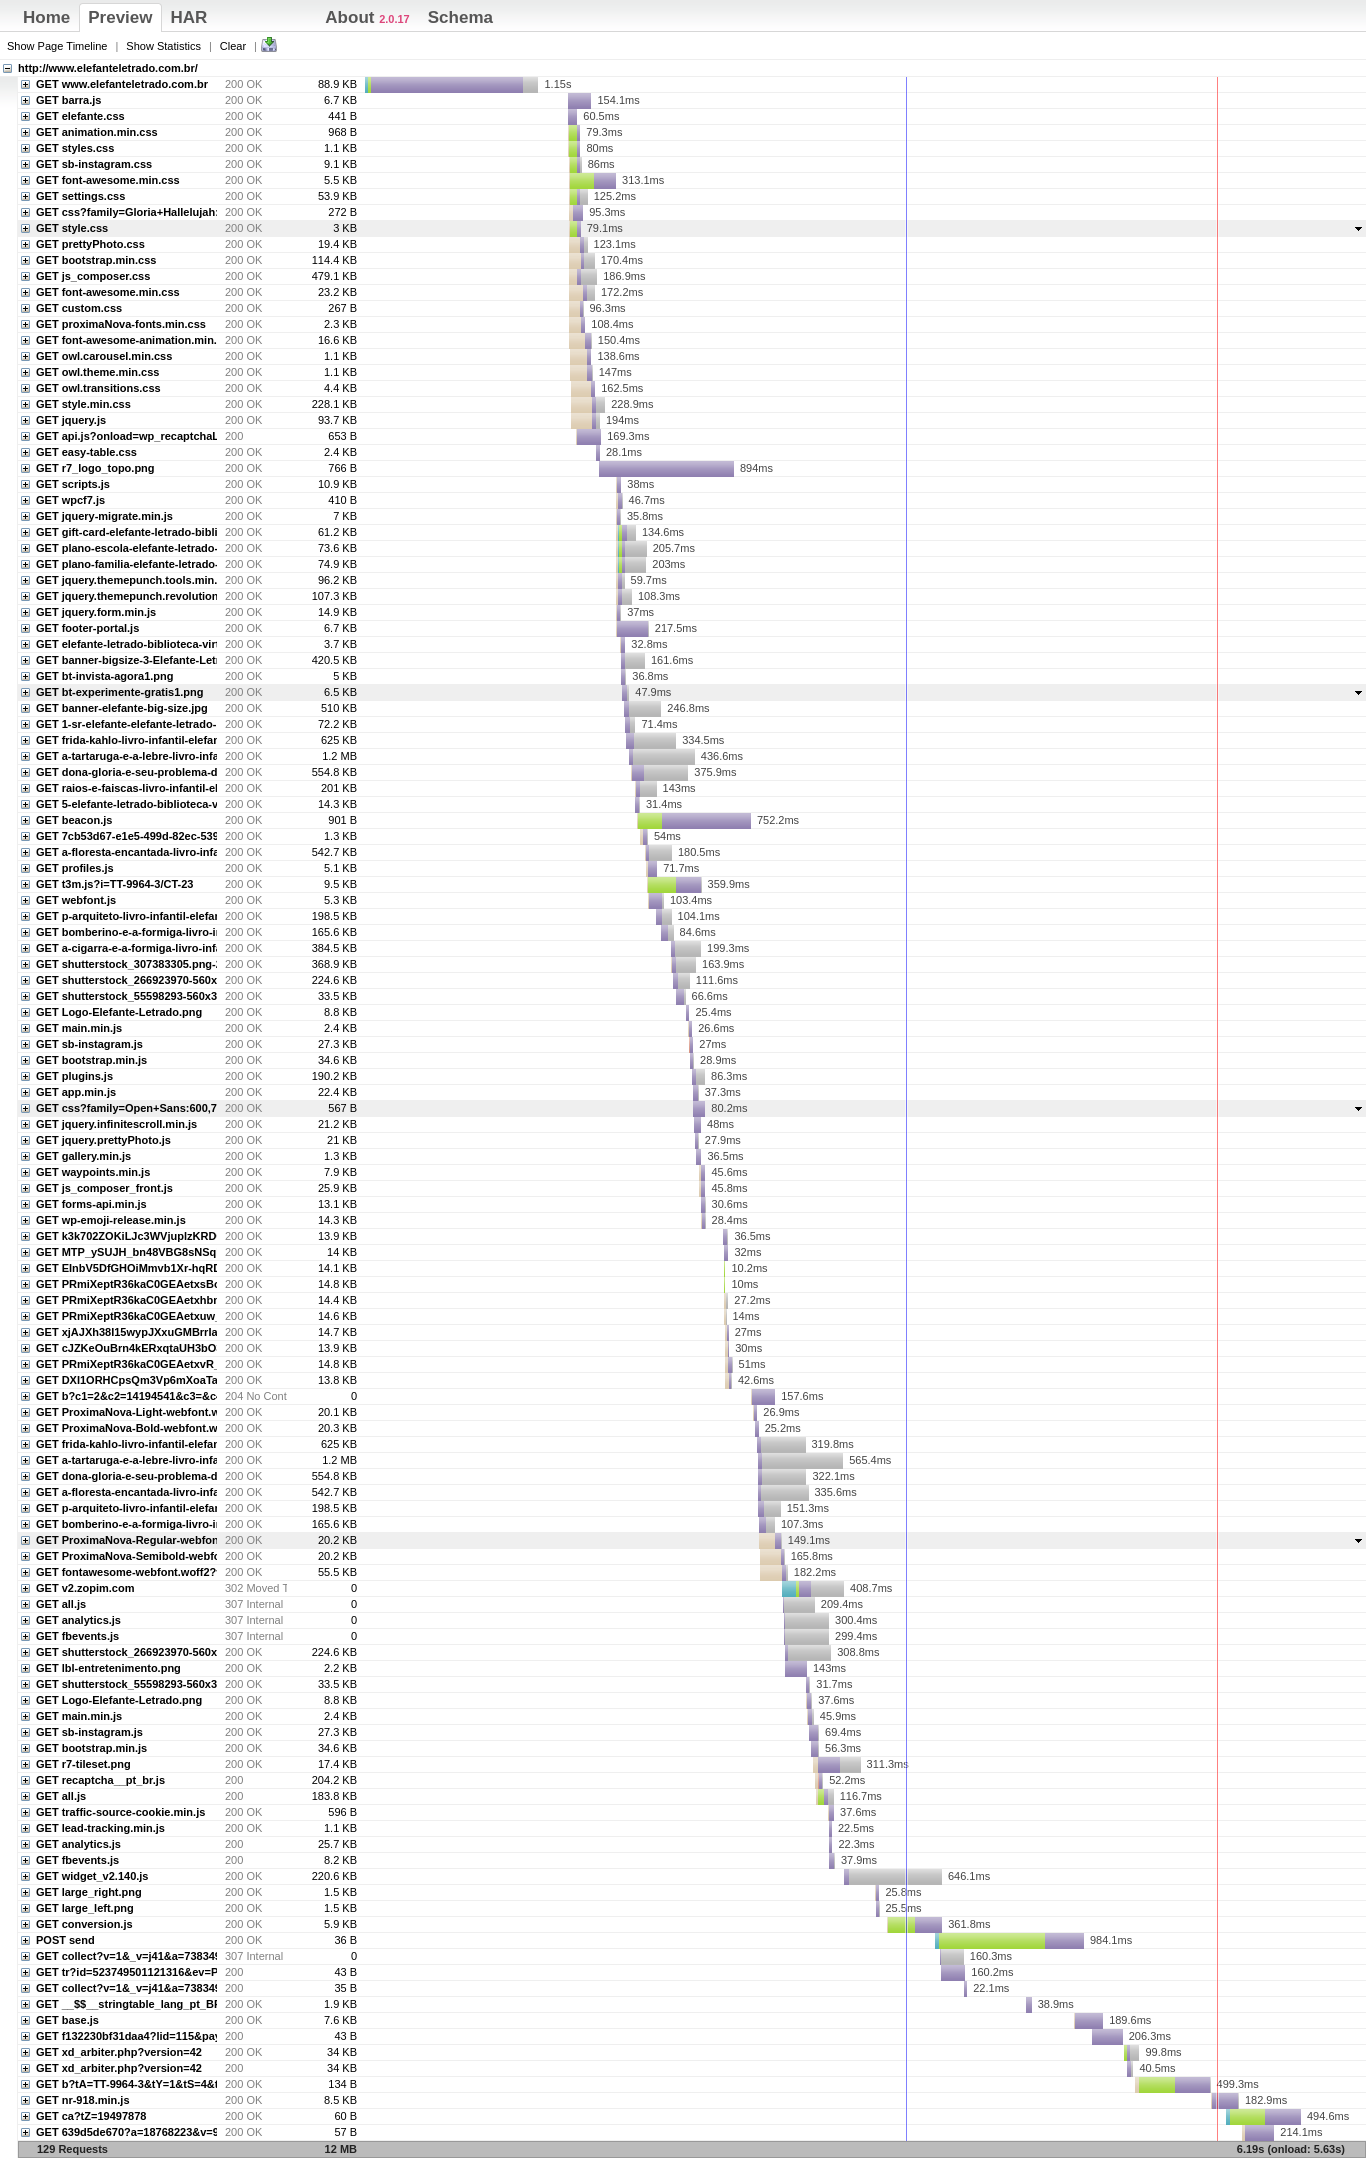 Home Preview HAR About 2.0.17 Schema
Show Page Timeline | Show Statistics | Clear |
http://www.elefanteletrado.com.br/
GET www.elefanteletrado.com.br 200 OK 88.9 KB 1.15s
GET barra.js 200 OK 6.7 KB 154.1ms
GET elefante.css 200 OK 441 B 60.5ms
GET animation.min.css 200 OK 968 B 79.3ms
GET styles.css 200 OK 1.1 KB 80ms
GET sb-instagram.css 200 OK 9.1 KB 86ms
GET font-awesome.min.css 200 OK 5.5 KB 313.1ms
GET settings.css 200 OK 53.9 KB 125.2ms
GET css?family=Gloria+Hallelujah: 200 OK 272 B 95.3ms
GET style.css 200 OK 3 KB 79.1ms
GET prettyPhoto.css 200 OK 19.4 KB 123.1ms
GET bootstrap.min.css 200 OK 114.4 KB 170.4ms
GET js_composer.css 200 OK 479.1 KB 186.9ms
GET font-awesome.min.css 200 OK 23.2 KB 172.2ms
GET custom.css 200 OK 267 B 96.3ms
GET proximaNova-fonts.min.css 200 OK 2.3 KB 108.4ms
GET font-awesome-animation.min. 200 OK 16.6 KB 150.4ms
GET owl.carousel.min.css 200 OK 1.1 KB 138.6ms
GET owl.theme.min.css 200 OK 1.1 KB 147ms
GET owl.transitions.css 200 OK 4.4 KB 162.5ms
GET style.min.css 200 OK 228.1 KB 228.9ms
GET jquery.js 200 OK 93.7 KB 194ms
GET api.js?onload=wp_recaptchaL 200 653 B 169.3ms
GET easy-table.css 200 OK 2.4 KB 28.1ms
GET r7_logo_topo.png 200 OK 766 B 894ms
GET scripts.js 200 OK 10.9 KB 38ms
GET wpcf7.js 200 OK 410 B 46.7ms
GET jquery-migrate.min.js 200 OK 7 KB 35.8ms
GET gift-card-elefante-letrado-bibli 200 OK 61.2 KB 134.6ms
GET plano-escola-elefante-letrado- 200 OK 73.6 KB 205.7ms
GET plano-familia-elefante-letrado- 200 OK 74.9 KB 203ms
GET jquery.themepunch.tools.min. 200 OK 96.2 KB 59.7ms
GET jquery.themepunch.revolution 200 OK 107.3 KB 108.3ms
GET jquery.form.min.js 200 OK 14.9 KB 37ms
GET footer-portal.js 200 OK 6.7 KB 217.5ms
GET elefante-letrado-biblioteca-virt 200 OK 3.7 KB 32.8ms
GET banner-bigsize-3-Elefante-Letr 200 OK 420.5 KB 161.6ms
GET bt-invista-agora1.png 200 OK 5 KB 36.8ms
GET bt-experimente-gratis1.png 200 OK 6.5 KB 47.9ms
GET banner-elefante-big-size.jpg 200 OK 510 KB 246.8ms
GET 1-sr-elefante-elefante-letrado- 200 OK 72.2 KB 71.4ms
GET frida-kahlo-livro-infantil-elefar 200 OK 625 KB 334.5ms
GET a-tartaruga-e-a-lebre-livro-infa 200 OK 1.2 MB 436.6ms
GET dona-gloria-e-seu-problema-d 200 OK 554.8 KB 375.9ms
GET raios-e-faiscas-livro-infantil-el 200 OK 201 KB 143ms
GET 5-elefante-letrado-biblioteca-v 200 OK 14.3 KB 31.4ms
GET beacon.js 200 OK 901 B 752.2ms
GET 7cb53d67-e1e5-499d-82ec-539 200 OK 1.3 KB 54ms
GET a-floresta-encantada-livro-infa 200 OK 542.7 KB 180.5ms
GET profiles.js 200 OK 5.1 KB 71.7ms
GET t3m.js?i=TT-9964-3/CT-23 200 OK 9.5 KB 359.9ms
GET webfont.js 200 OK 5.3 KB 103.4ms
GET p-arquiteto-livro-infantil-elefar 200 OK 198.5 KB 104.1ms
GET bomberino-e-a-formiga-livro-i 200 OK 165.6 KB 84.6ms
GET a-cigarra-e-a-formiga-livro-infa 200 OK 384.5 KB 199.3ms
GET shutterstock_307383305.png-: 200 OK 368.9 KB 163.9ms
GET shutterstock_266923970-560x 200 OK 224.6 KB 111.6ms
GET shutterstock_55598293-560x3 200 OK 33.5 KB 66.6ms
GET Logo-Elefante-Letrado.png 200 OK 8.8 KB 25.4ms
GET main.min.js 200 OK 2.4 KB 26.6ms
GET sb-instagram.js 200 OK 27.3 KB 27ms
GET bootstrap.min.js 200 OK 34.6 KB 28.9ms
GET plugins.js 200 OK 190.2 KB 86.3ms
GET app.min.js 200 OK 22.4 KB 37.3ms
GET css?family=Open+Sans:600,7 200 OK 567 B 80.2ms
GET jquery.infinitescroll.min.js 200 OK 21.2 KB 48ms
GET jquery.prettyPhoto.js 200 OK 21 KB 27.9ms
GET gallery.min.js 200 OK 1.3 KB 36.5ms
GET waypoints.min.js 200 OK 7.9 KB 45.6ms
GET js_composer_front.js 200 OK 25.9 KB 45.8ms
GET forms-api.min.js 200 OK 13.1 KB 30.6ms
GET wp-emoji-release.min.js 200 OK 14.3 KB 28.4ms
GET k3k702ZOKiLJc3WVjuplzKRD 200 OK 13.9 KB 36.5ms
GET MTP_ySUJH_bn48VBG8sNSq 200 OK 14 KB 32ms
GET EInbV5DfGHOiMmvb1Xr-hqRD 200 OK 14.1 KB 10.2ms
GET PRmiXeptR36kaC0GEAetxsBo 200 OK 14.8 KB 10ms
GET PRmiXeptR36kaC0GEAetxhbr 200 OK 14.4 KB 27.2ms
GET PRmiXeptR36kaC0GEAetxuw_ 200 OK 14.6 KB 14ms
GET xjAJXh38I15wypJXxuGMBrrIa 200 OK 14.7 KB 27ms
GET cJZKeOuBrn4kERxqtaUH3bO 200 OK 13.9 KB 30ms
GET PRmiXeptR36kaC0GEAetxvR_ 200 OK 14.8 KB 51ms
GET DXI1ORHCpsQm3Vp6mXoaTa 200 OK 13.8 KB 42.6ms
GET b?c1=2&c2=14194541&c3=&c 204 No Cont 0 157.6ms
GET ProximaNova-Light-webfont.w 200 OK 20.1 KB 26.9ms
GET ProximaNova-Bold-webfont.w 200 OK 20.3 KB 25.2ms
GET frida-kahlo-livro-infantil-elefar 200 OK 625 KB 319.8ms
GET a-tartaruga-e-a-lebre-livro-infa 200 OK 1.2 MB 565.4ms
GET dona-gloria-e-seu-problema-d 200 OK 554.8 KB 322.1ms
GET a-floresta-encantada-livro-infa 200 OK 542.7 KB 335.6ms
GET p-arquiteto-livro-infantil-elefar 200 OK 198.5 KB 151.3ms
GET bomberino-e-a-formiga-livro-i 200 OK 165.6 KB 107.3ms
GET ProximaNova-Regular-webfon 200 OK 20.2 KB 149.1ms
GET ProximaNova-Semibold-webfo 200 OK 20.2 KB 165.8ms
GET fontawesome-webfont.woff2? 200 OK 55.5 KB 182.2ms
GET v2.zopim.com 302 Moved T 0 408.7ms
GET all.js 307 Internal 0 209.4ms
GET analytics.js 307 Internal 0 300.4ms
GET fbevents.js 307 Internal 0 299.4ms
GET shutterstock_266923970-560x 200 OK 224.6 KB 308.8ms
GET lbl-entretenimento.png 200 OK 2.2 KB 143ms
GET shutterstock_55598293-560x3 200 OK 33.5 KB 31.7ms
GET Logo-Elefante-Letrado.png 200 OK 8.8 KB 37.6ms
GET main.min.js 200 OK 2.4 KB 45.9ms
GET sb-instagram.js 200 OK 27.3 KB 69.4ms
GET bootstrap.min.js 200 OK 34.6 KB 56.3ms
GET r7-tileset.png 200 OK 17.4 KB 311.3ms
GET recaptcha__pt_br.js 200 204.2 KB 52.2ms
GET all.js 200 183.8 KB 116.7ms
GET traffic-source-cookie.min.js 200 OK 596 B 37.6ms
GET lead-tracking.min.js 200 OK 1.1 KB 22.5ms
GET analytics.js 200 25.7 KB 22.3ms
GET fbevents.js 200 8.2 KB 37.9ms
GET widget_v2.140.js 200 OK 220.6 KB 646.1ms
GET large_right.png 200 OK 1.5 KB 25.8ms
GET large_left.png 200 OK 1.5 KB 25.5ms
GET conversion.js 200 OK 5.9 KB 361.8ms
POST send 200 OK 36 B 984.1ms
GET collect?v=1&_v=j41&a=738349 307 Internal 0 160.3ms
GET tr?id=523749501121316&ev=P 200 43 B 160.2ms
GET collect?v=1&_v=j41&a=738349 200 35 B 22.1ms
GET __$$__stringtable_lang_pt_BR 200 OK 1.9 KB 38.9ms
GET base.js 200 OK 7.6 KB 189.6ms
GET f132230bf31daa4?lid=115&pay 200 43 B 206.3ms
GET xd_arbiter.php?version=42 200 OK 34 KB 99.8ms
GET xd_arbiter.php?version=42 200 34 KB 40.5ms
GET b?tA=TT-9964-3&tY=1&tS=4&t 200 OK 134 B 499.3ms
GET nr-918.min.js 200 OK 8.5 KB 182.9ms
GET ca?tZ=19497878 200 OK 60 B 494.6ms
GET 639d5de670?a=18768223&v=9 200 OK 57 B 214.1ms
129 Requests 12 MB 6.19s (onload: 5.63s)